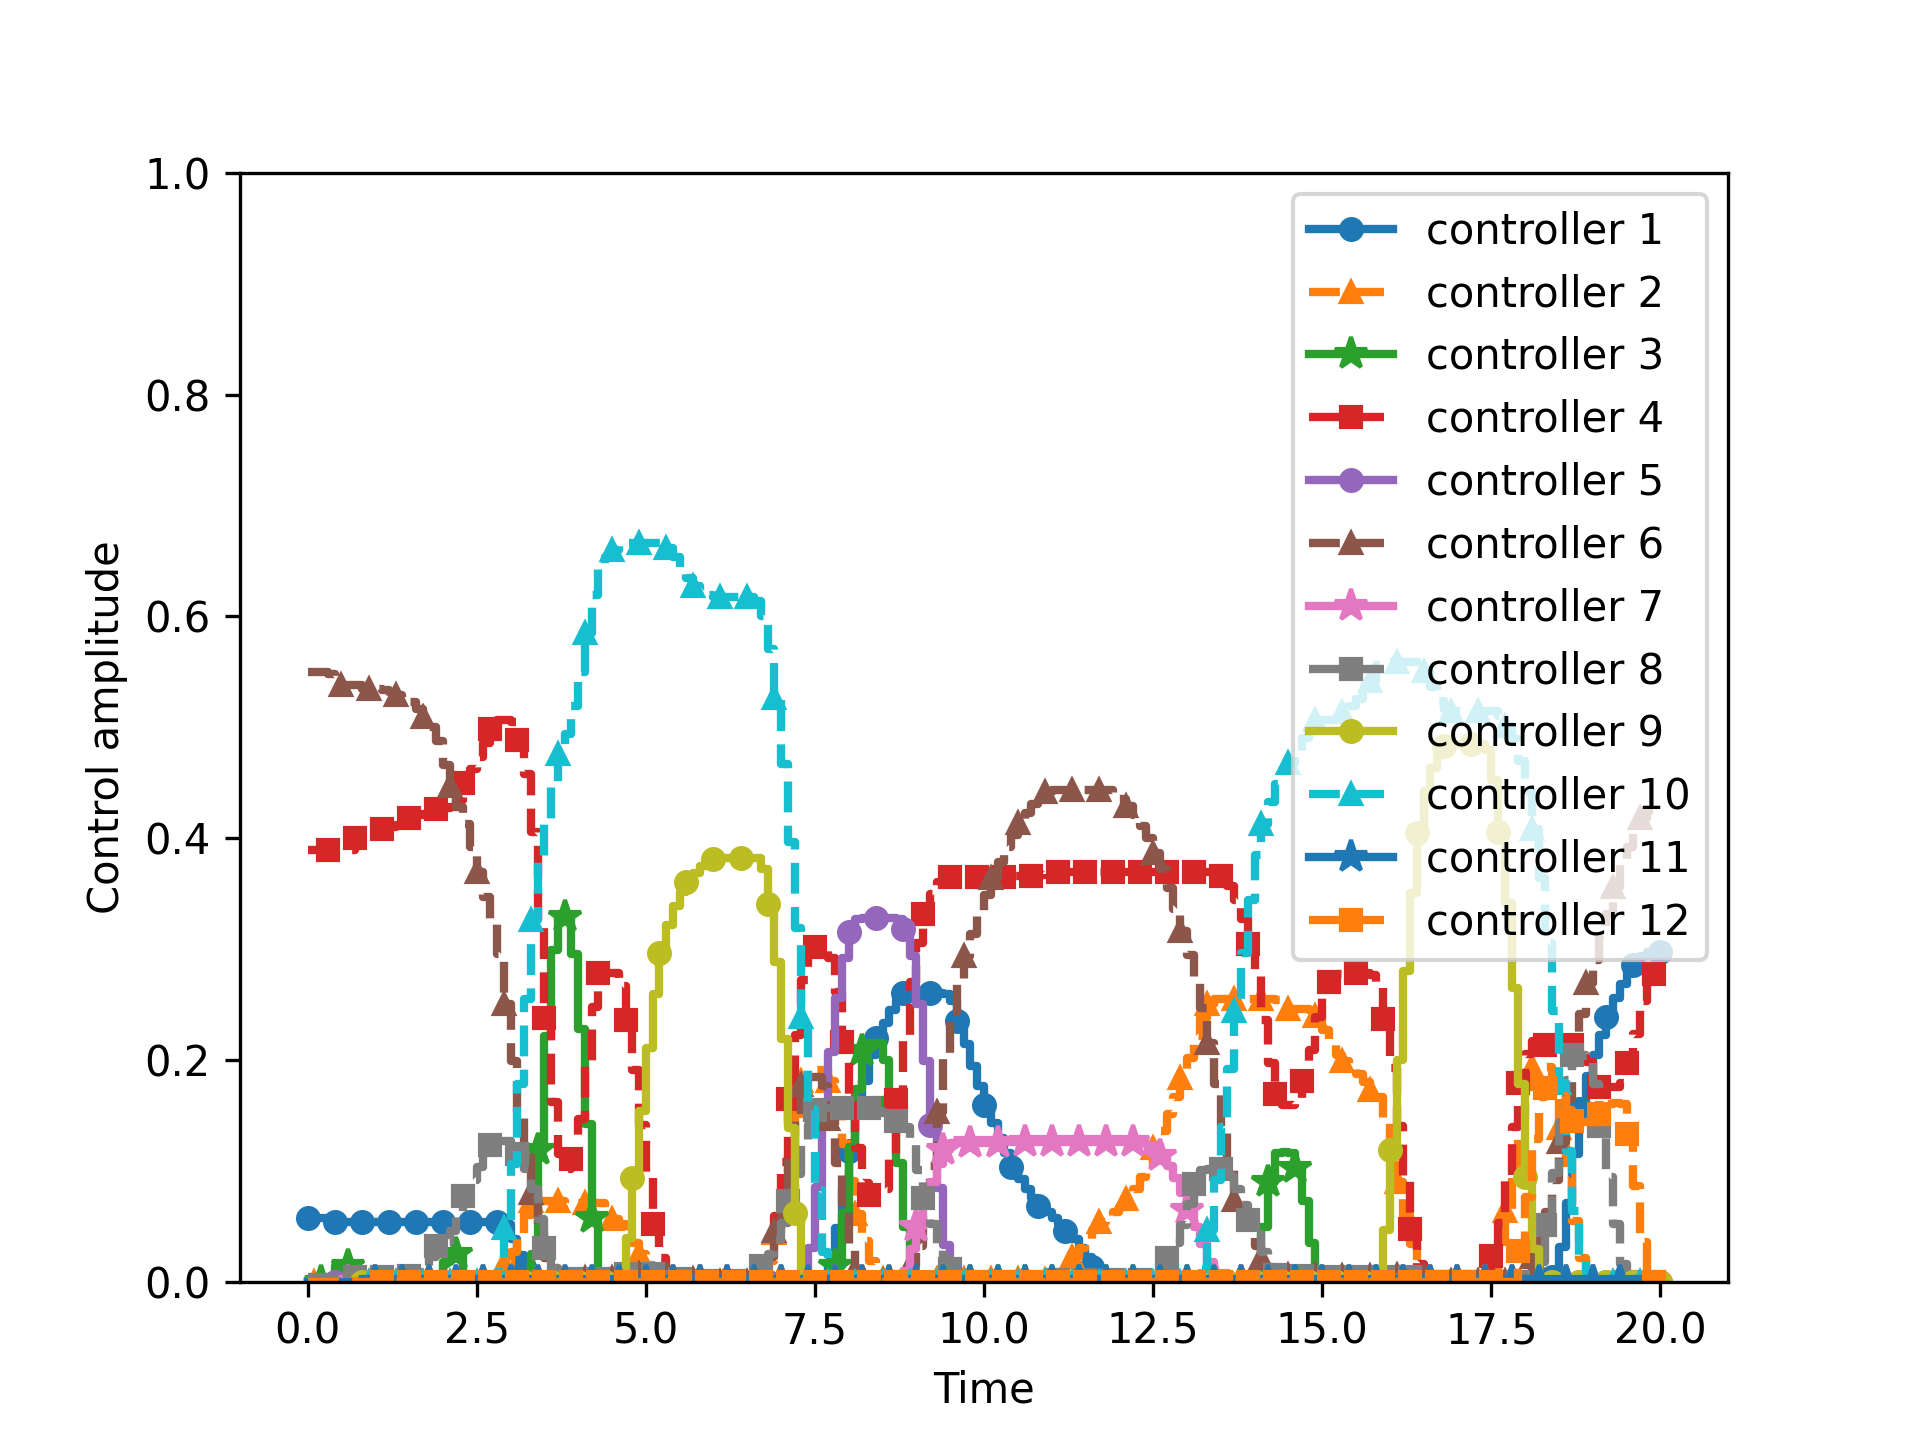 1.0
0.8
0.6
0.4
0.2
0.0
Control amplitude
0.0 2.5 5.0 7.5 10.0 12.5 15.0 17.5 20.0
Time
controller 1
controller 2
controller 3
controller 4
controller 5
controller 6
controller 7
controller 8
controller 9
controller 10
controller 11
controller 12